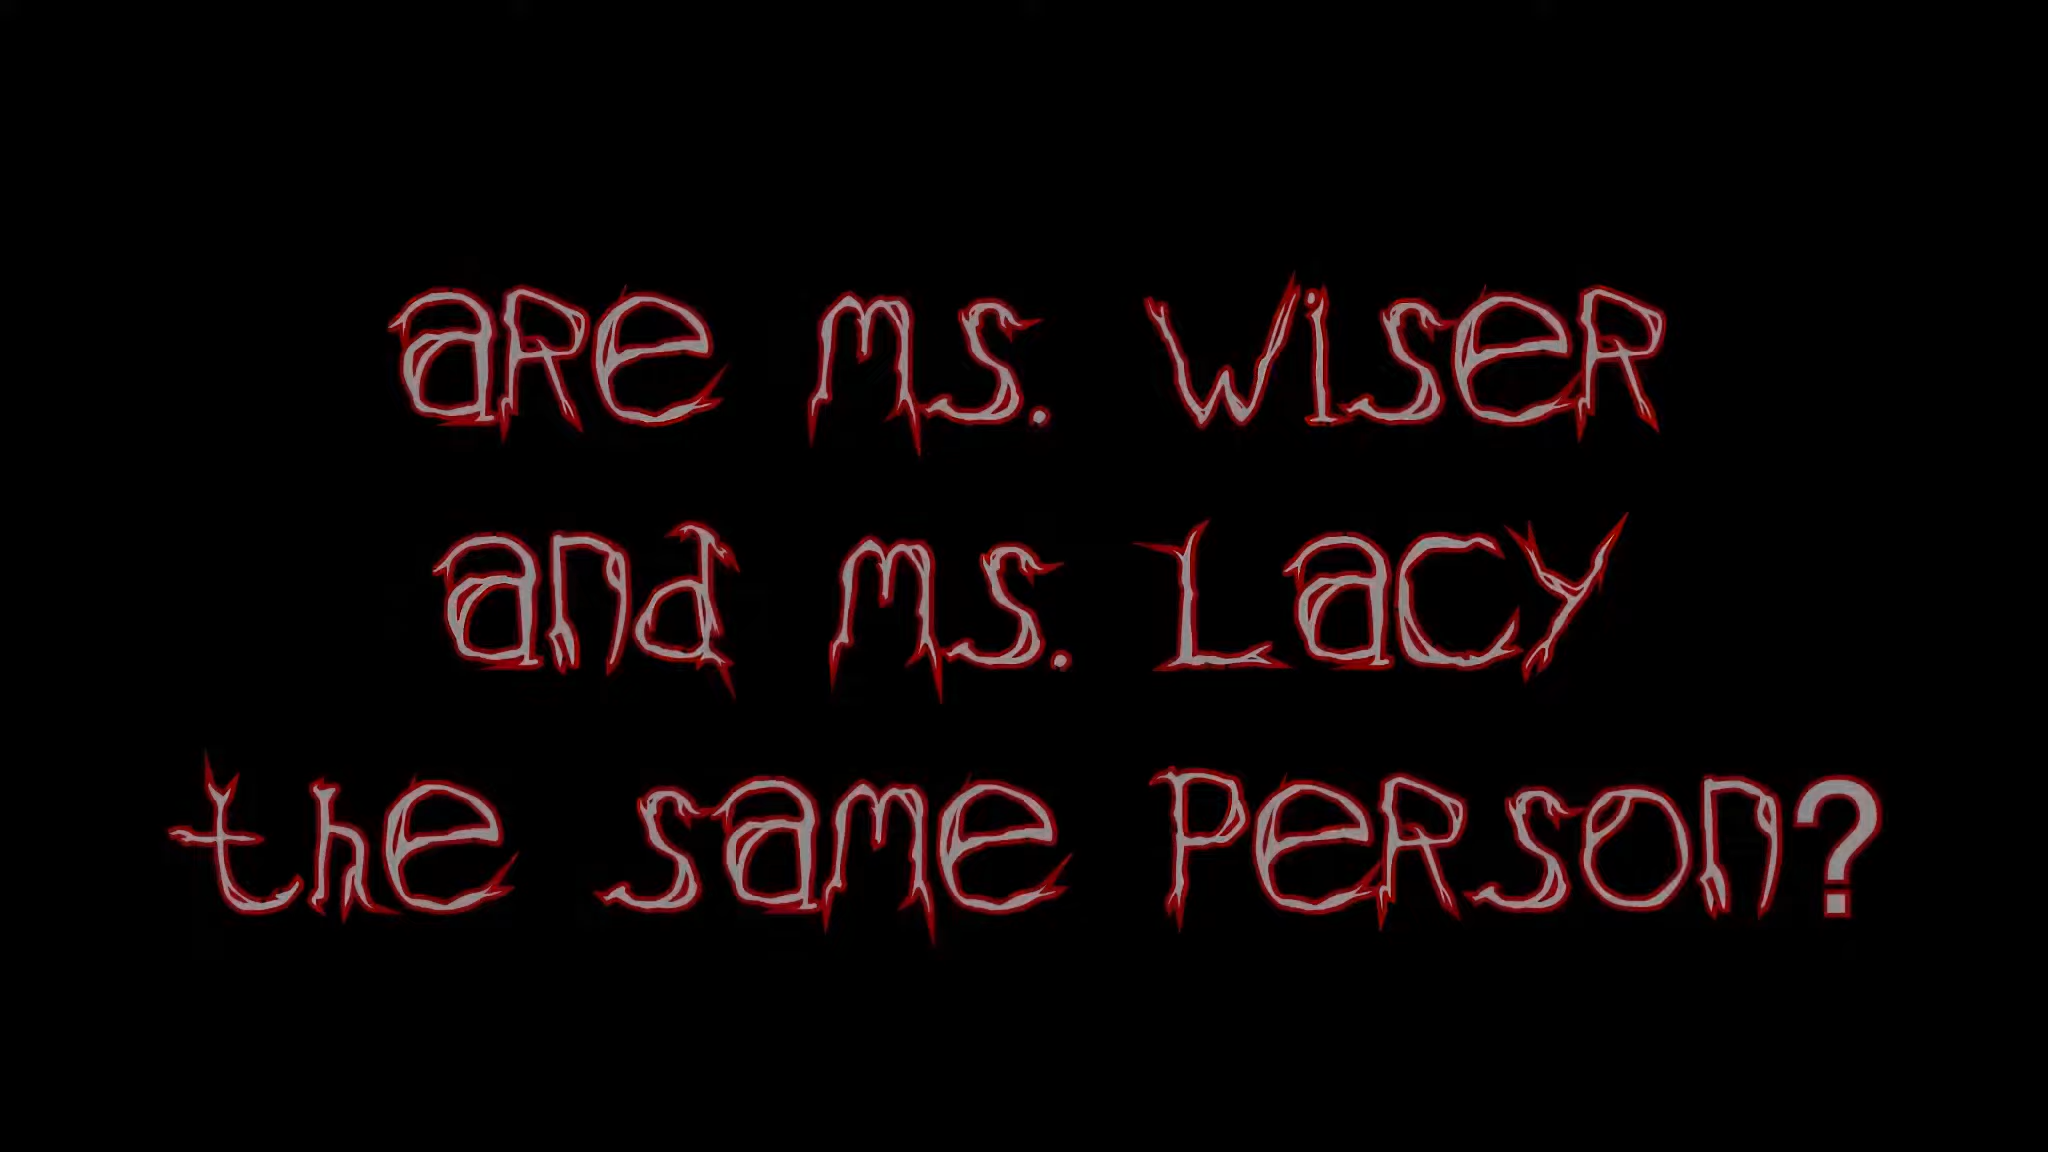 are ms. wiser
and ms. Lacy
the same person?